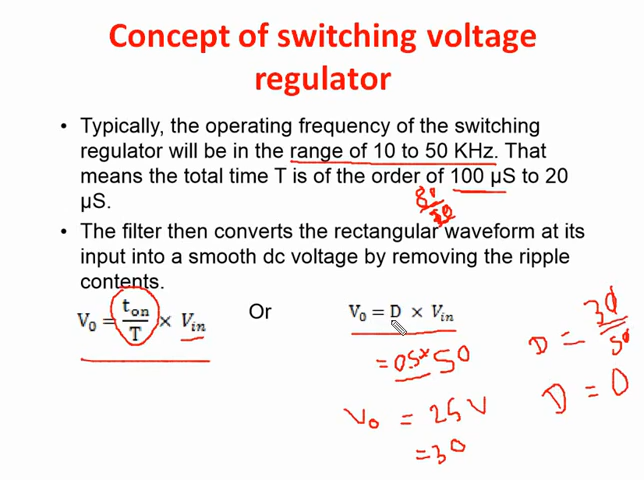 Concept of switching voltage
regulator
• Typically, the operating frequency of the switching
regulator will be in the range of 10 to 50 KHz. That
means the total time T is of the order of 100 µS to 20
µS.
• The filter then converts the rectangular waveform at its
input into a smooth dc voltage by removing the ripple
contents.
V₀ = tₒₙ/T × Vᵢₙ Or V₀ = D × Vᵢₙ
= 0.5* 50
V₀ = 25 V
= 30
D = 30/50
D = 0